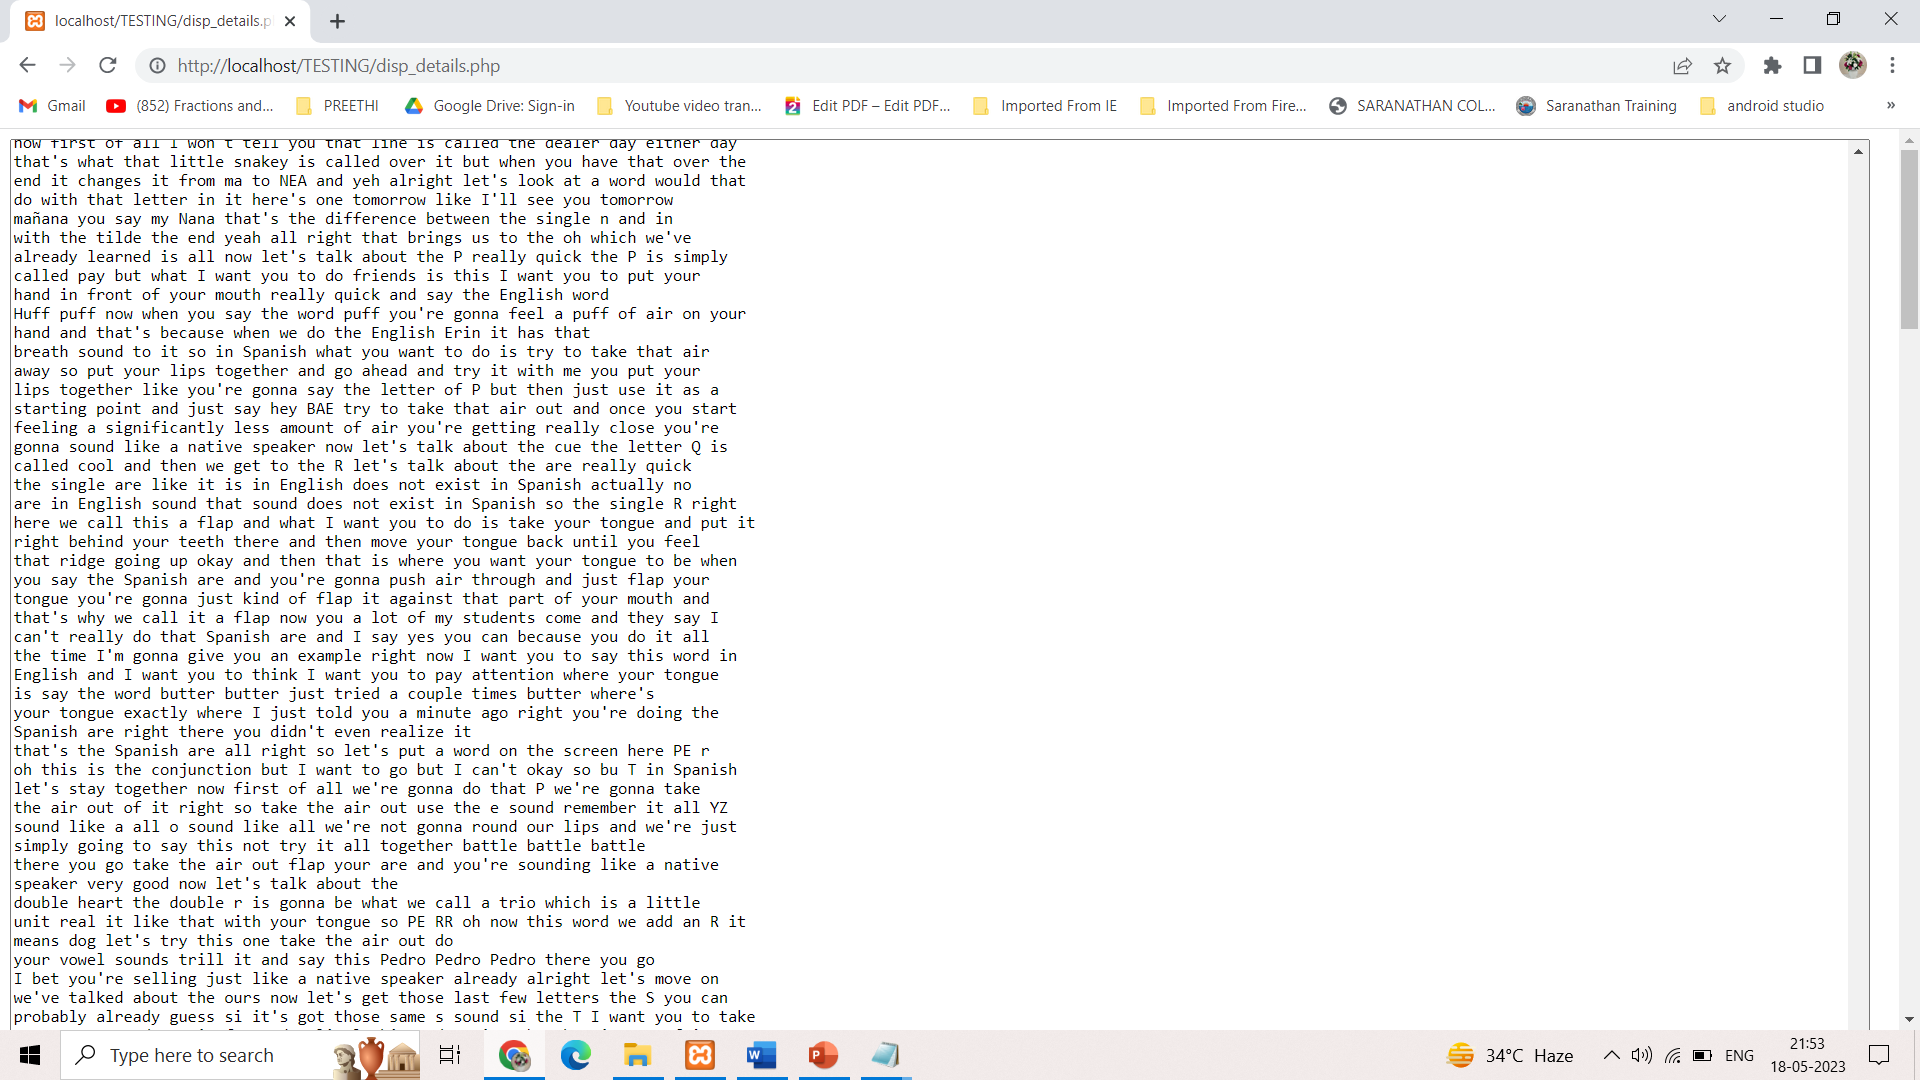 localhost/TESTING/disp_details.p
http://localhost/TESTING/disp_details.php
Gmail
(852) Fractions and...
PREETHI
Google Drive: Sign-in
Youtube video tran...
Edit PDF – Edit PDF...
Imported From IE
Imported From Fire...
SARANATHAN COL...
Saranathan Training
android studio
»
now first of all I won't tell you that line is called the dealer day either day
that's what that little snakey is called over it but when you have that over the
end it changes it from ma to NEA and yeh alright let's look at a word would that
do with that letter in it here's one tomorrow like I'll see you tomorrow
mañana you say my Nana that's the difference between the single n and in
with the tilde the end yeah all right that brings us to the oh which we've
already learned is all now let's talk about the P really quick the P is simply
called pay but what I want you to do friends is this I want you to put your
hand in front of your mouth really quick and say the English word
Huff puff now when you say the word puff you're gonna feel a puff of air on your
hand and that's because when we do the English Erin it has that
breath sound to it so in Spanish what you want to do is try to take that air
away so put your lips together and go ahead and try it with me you put your
lips together like you're gonna say the letter of P but then just use it as a
starting point and just say hey BAE try to take that air out and once you start
feeling a significantly less amount of air you're getting really close you're
gonna sound like a native speaker now let's talk about the cue the letter Q is
called cool and then we get to the R let's talk about the are really quick
the single are like it is in English does not exist in Spanish actually no
are in English sound that sound does not exist in Spanish so the single R right
here we call this a flap and what I want you to do is take your tongue and put it
right behind your teeth there and then move your tongue back until you feel
that ridge going up okay and then that is where you want your tongue to be when
you say the Spanish are and you're gonna push air through and just flap your
tongue you're gonna just kind of flap it against that part of your mouth and
that's why we call it a flap now you a lot of my students come and they say I
can't really do that Spanish are and I say yes you can because you do it all
the time I'm gonna give you an example right now I want you to say this word in
English and I want you to think I want you to pay attention where your tongue
is say the word butter butter just tried a couple times butter where's
your tongue exactly where I just told you a minute ago right you're doing the
Spanish are right there you didn't even realize it
that's the Spanish are all right so let's put a word on the screen here PE r
oh this is the conjunction but I want to go but I can't okay so bu T in Spanish
let's stay together now first of all we're gonna do that P we're gonna take
the air out of it right so take the air out use the e sound remember it all YZ
sound like a all o sound like all we're not gonna round our lips and we're just
simply going to say this not try it all together battle battle battle
there you go take the air out flap your are and you're sounding like a native
speaker very good now let's talk about the
double heart the double r is gonna be what we call a trio which is a little
unit real it like that with your tongue so PE RR oh now this word we add an R it
means dog let's try this one take the air out do
your vowel sounds trill it and say this Pedro Pedro Pedro there you go
I bet you're selling just like a native speaker already alright let's move on
we've talked about the ours now let's get those last few letters the S you can
probably already guess si it's got those same s sound si the T I want you to take
Type here to search
34°C Haze
ENG
21:53
18-05-2023